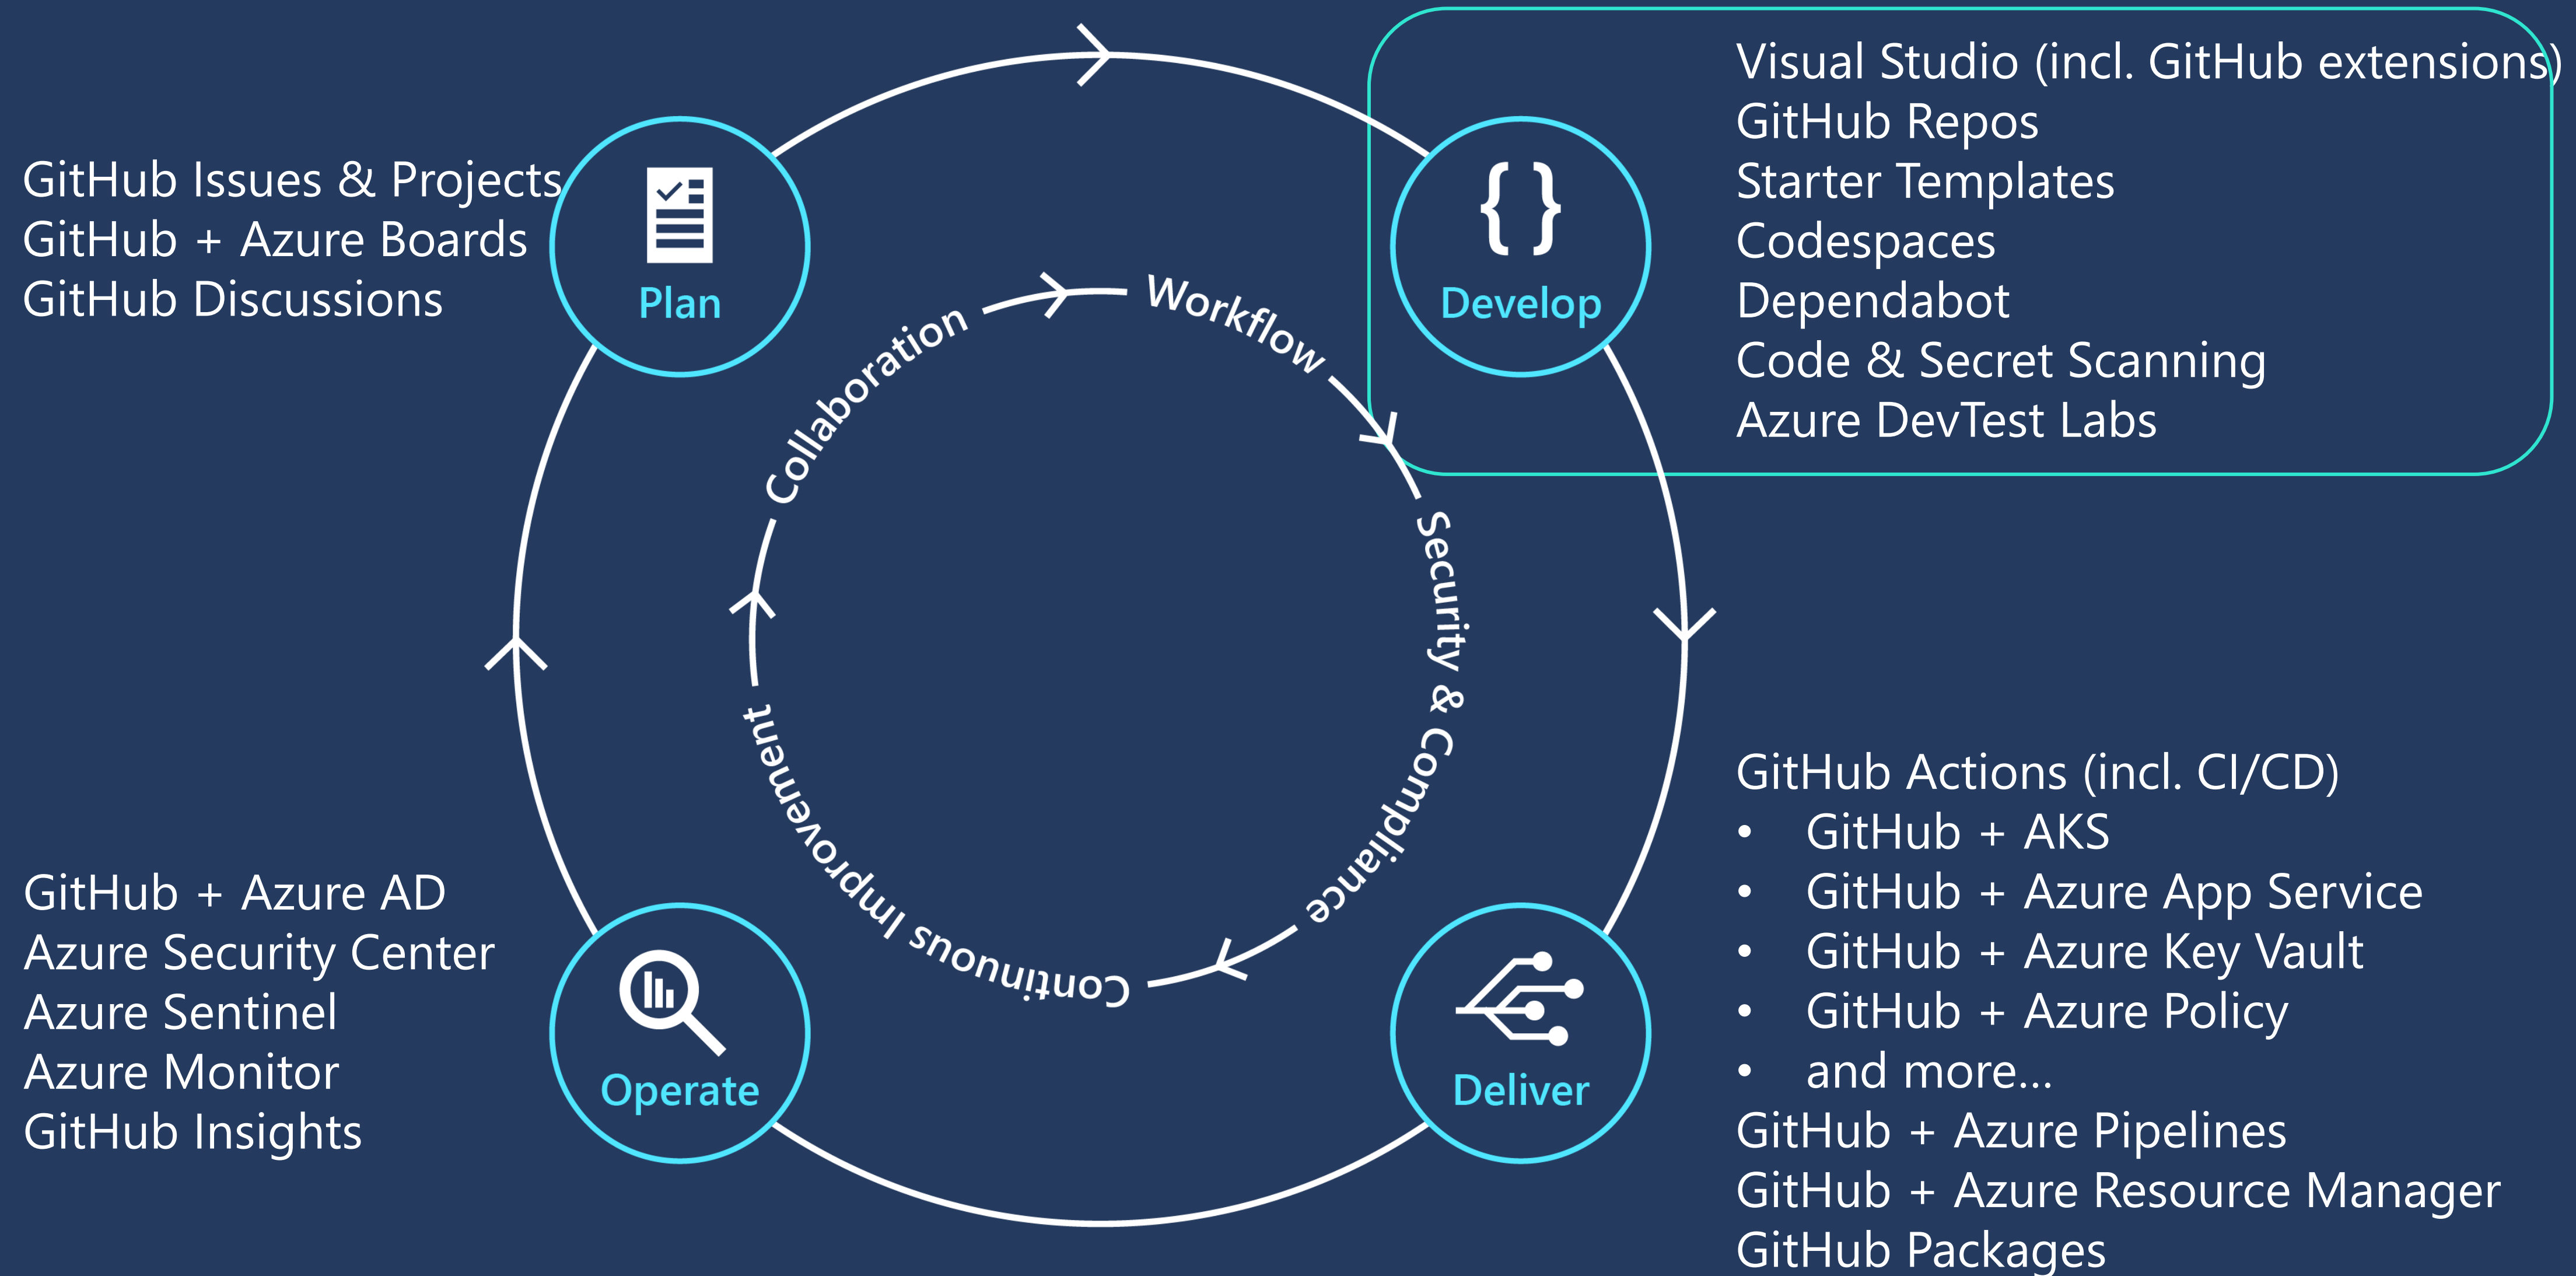 GitHub Issues & Projects
GitHub + Azure Boards
GitHub Discussions
Plan
Develop
Visual Studio (incl. GitHub extensions)
GitHub Repos
Starter Templates
Codespaces
Dependabot
Code & Secret Scanning
Azure DevTest Labs
Collaboration
Workflow
Security & Compliance
Continuous Improvement
GitHub + Azure AD
Azure Security Center
Azure Sentinel
Azure Monitor
GitHub Insights
Operate
Deliver
GitHub Actions (incl. CI/CD)
• GitHub + AKS
• GitHub + Azure App Service
• GitHub + Azure Key Vault
• GitHub + Azure Policy
• and more...
GitHub + Azure Pipelines
GitHub + Azure Resource Manager
GitHub Packages